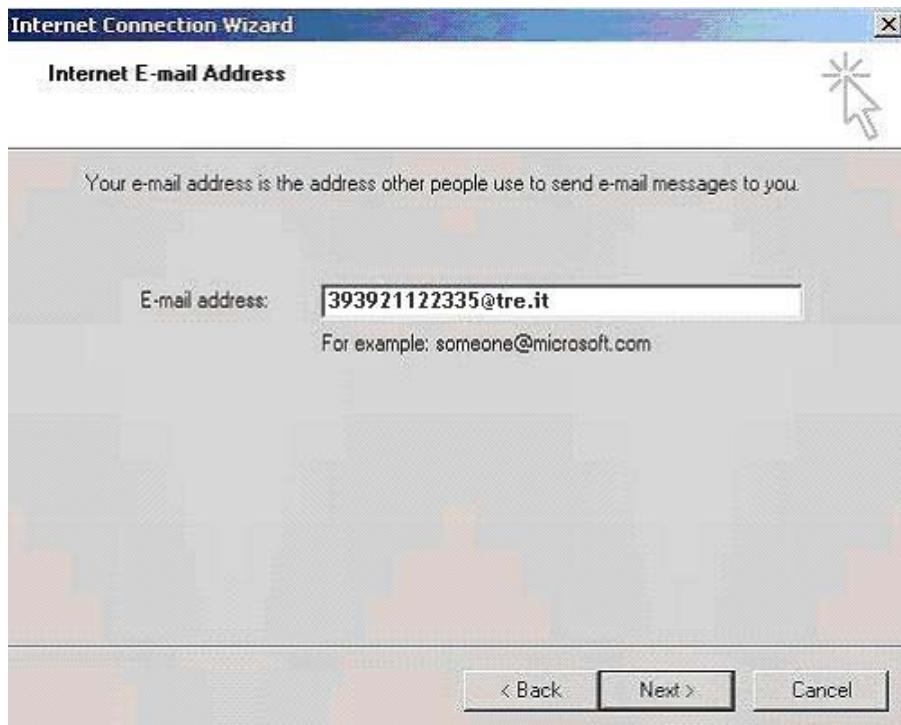 Internet Connection Wizard
Internet E-mail Address
Your e-mail address is the address other people use to send e-mail messages to you.
E-mail address: 393921122335@tre.it
For example: someone@microsoft.com
< Back Next > Cancel